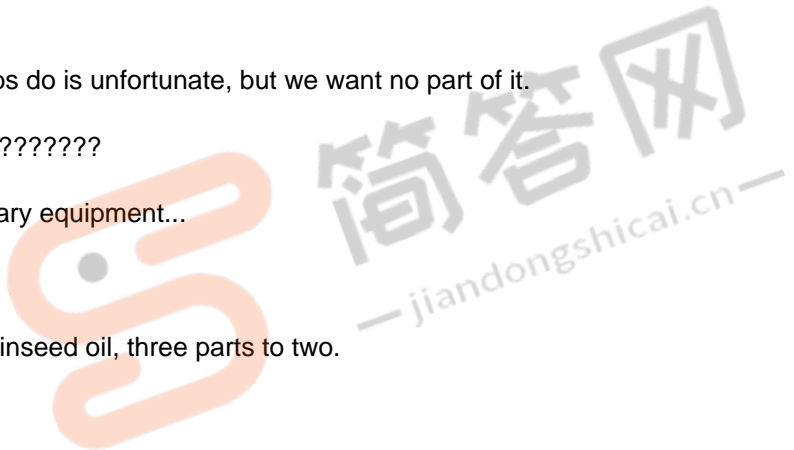 os do is unfortunate, but we want no part of it.
???????
ary equipment...
inseed oil, three parts to two.
简答网
jiandongshicai.cn